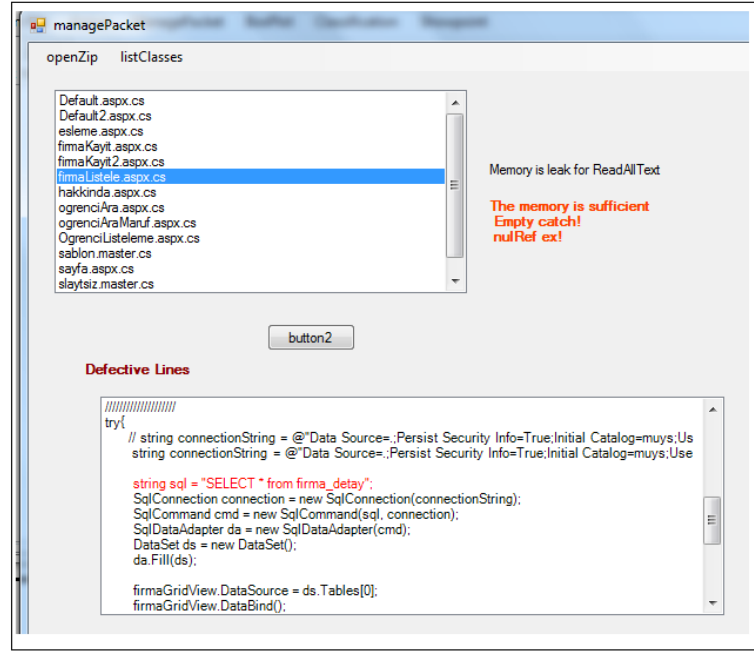 managePacket
openZip listClasses
Default.aspx.cs
Default2.aspx.cs
esleme.aspx.cs
firmaKayit.aspx.cs
firmaKayit2.aspx.cs
firmaListele.aspx.cs
hakkinda.aspx.cs
ogrenciAra.aspx.cs
ogrenciAraMaruf.aspx.cs
OgrenciListeleme.aspx.cs
sablon.master.cs
sayfa.aspx.cs
slaytsiz.master.cs
Memory is leak for ReadAllText
The memory is sufficient
Empty catch!
nulRef ex!
button2
Defective Lines
////////////////////
try{
// string connectionString = @"Data Source=.;Persist Security Info=True;Initial Catalog=muys;Us
string connectionString = @"Data Source=.;Persist Security Info=True;Initial Catalog=muys;Use
string sql = "SELECT * from firma_detay";
SqlConnection connection = new SqlConnection(connectionString);
SqlCommand cmd = new SqlCommand(sql, connection);
SqlDataAdapter da = new SqlDataAdapter(cmd);
DataSet ds = new DataSet();
da.Fill(ds);
firmaGridView.DataSource = ds.Tables[0];
firmaGridView.DataBind();